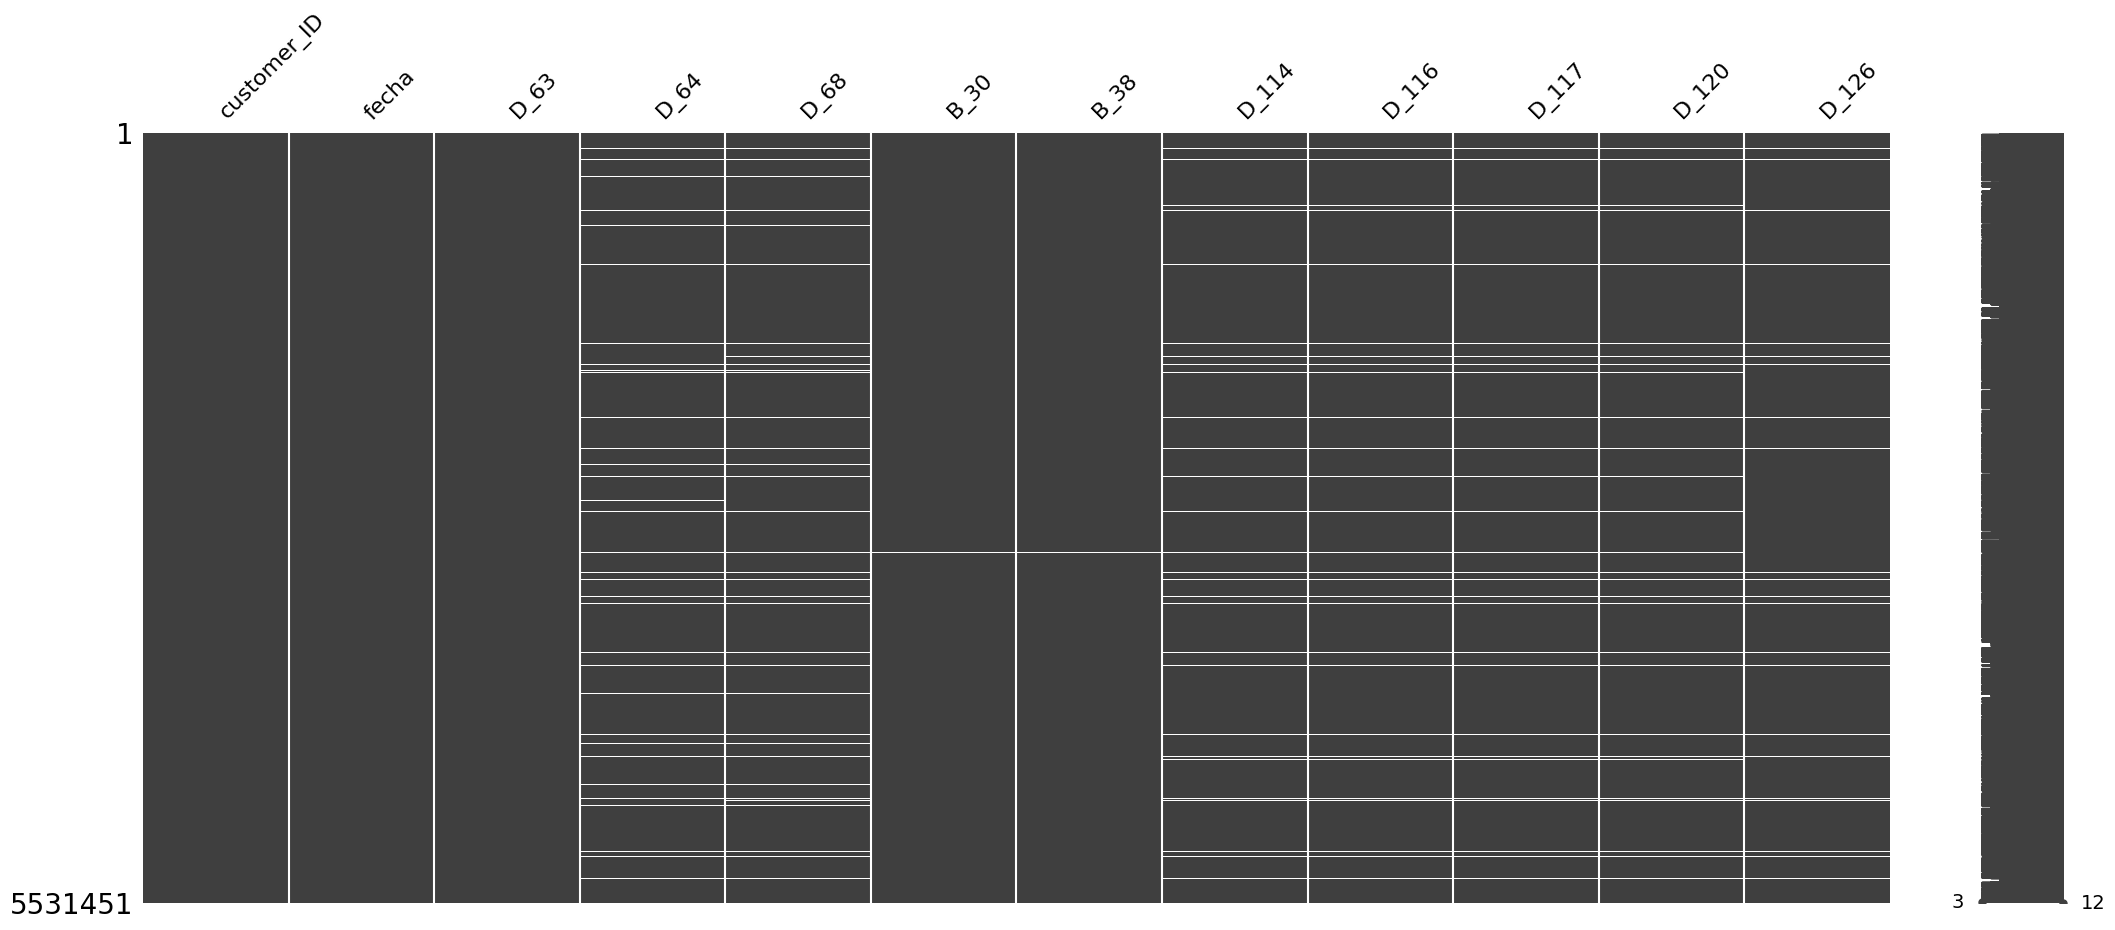 customer_ID
fecha
D_63
D_64
D_68
B_30
B_38
D_114
D_116
D_117
D_120
D_126
1
5531451
3
12